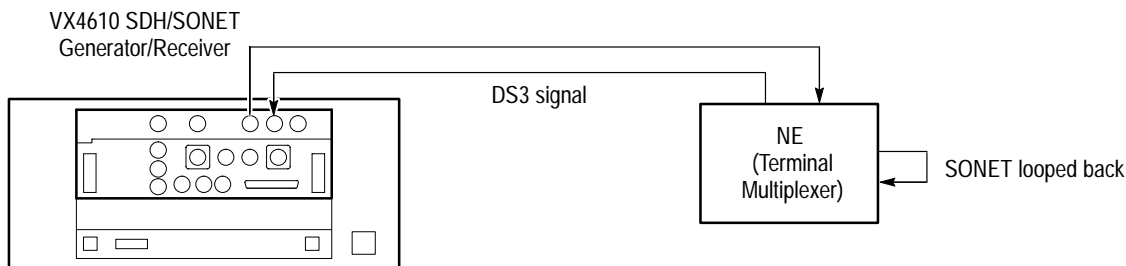 VX4610 SDH/SONET
Generator/Receiver
DS3 signal
NE
(Terminal
Multiplexer)
SONET looped back